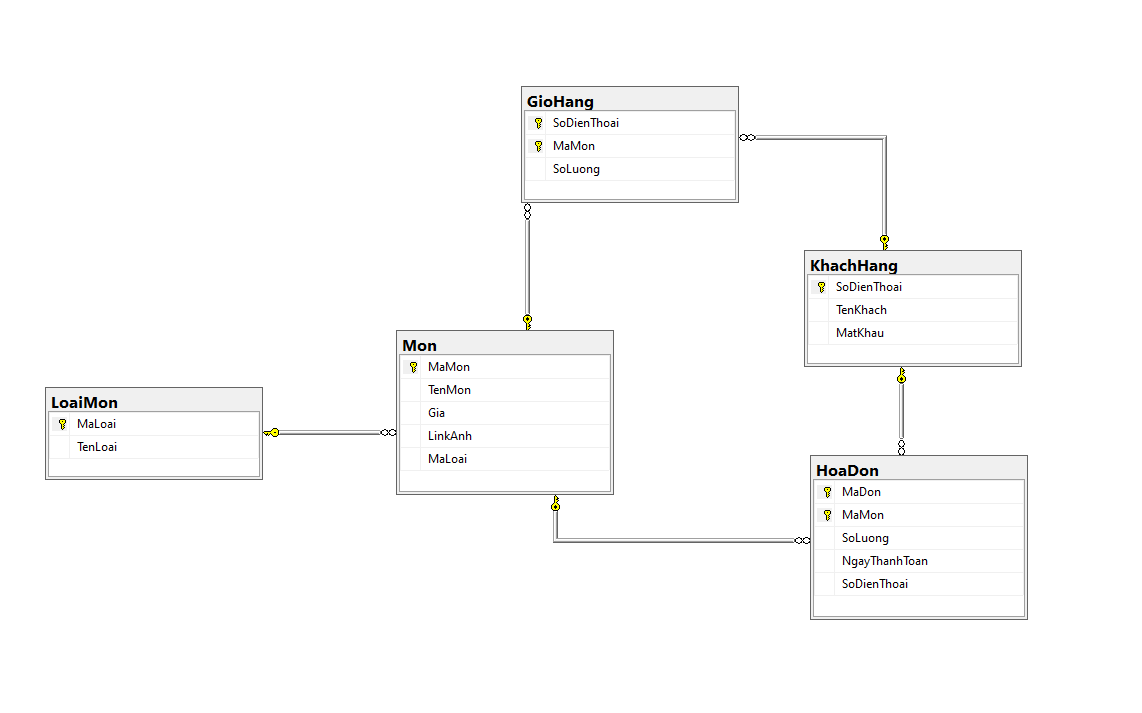 GioHang
SoDienThoai
MaMon
SoLuong
KhachHang
SoDienThoai
TenKhach
MatKhau
Mon
MaMon
TenMon
Gia
LinkAnh
MaLoai
LoaiMon
MaLoai
TenLoai
HoaDon
MaDon
MaMon
SoLuong
NgayThanhToan
SoDienThoai